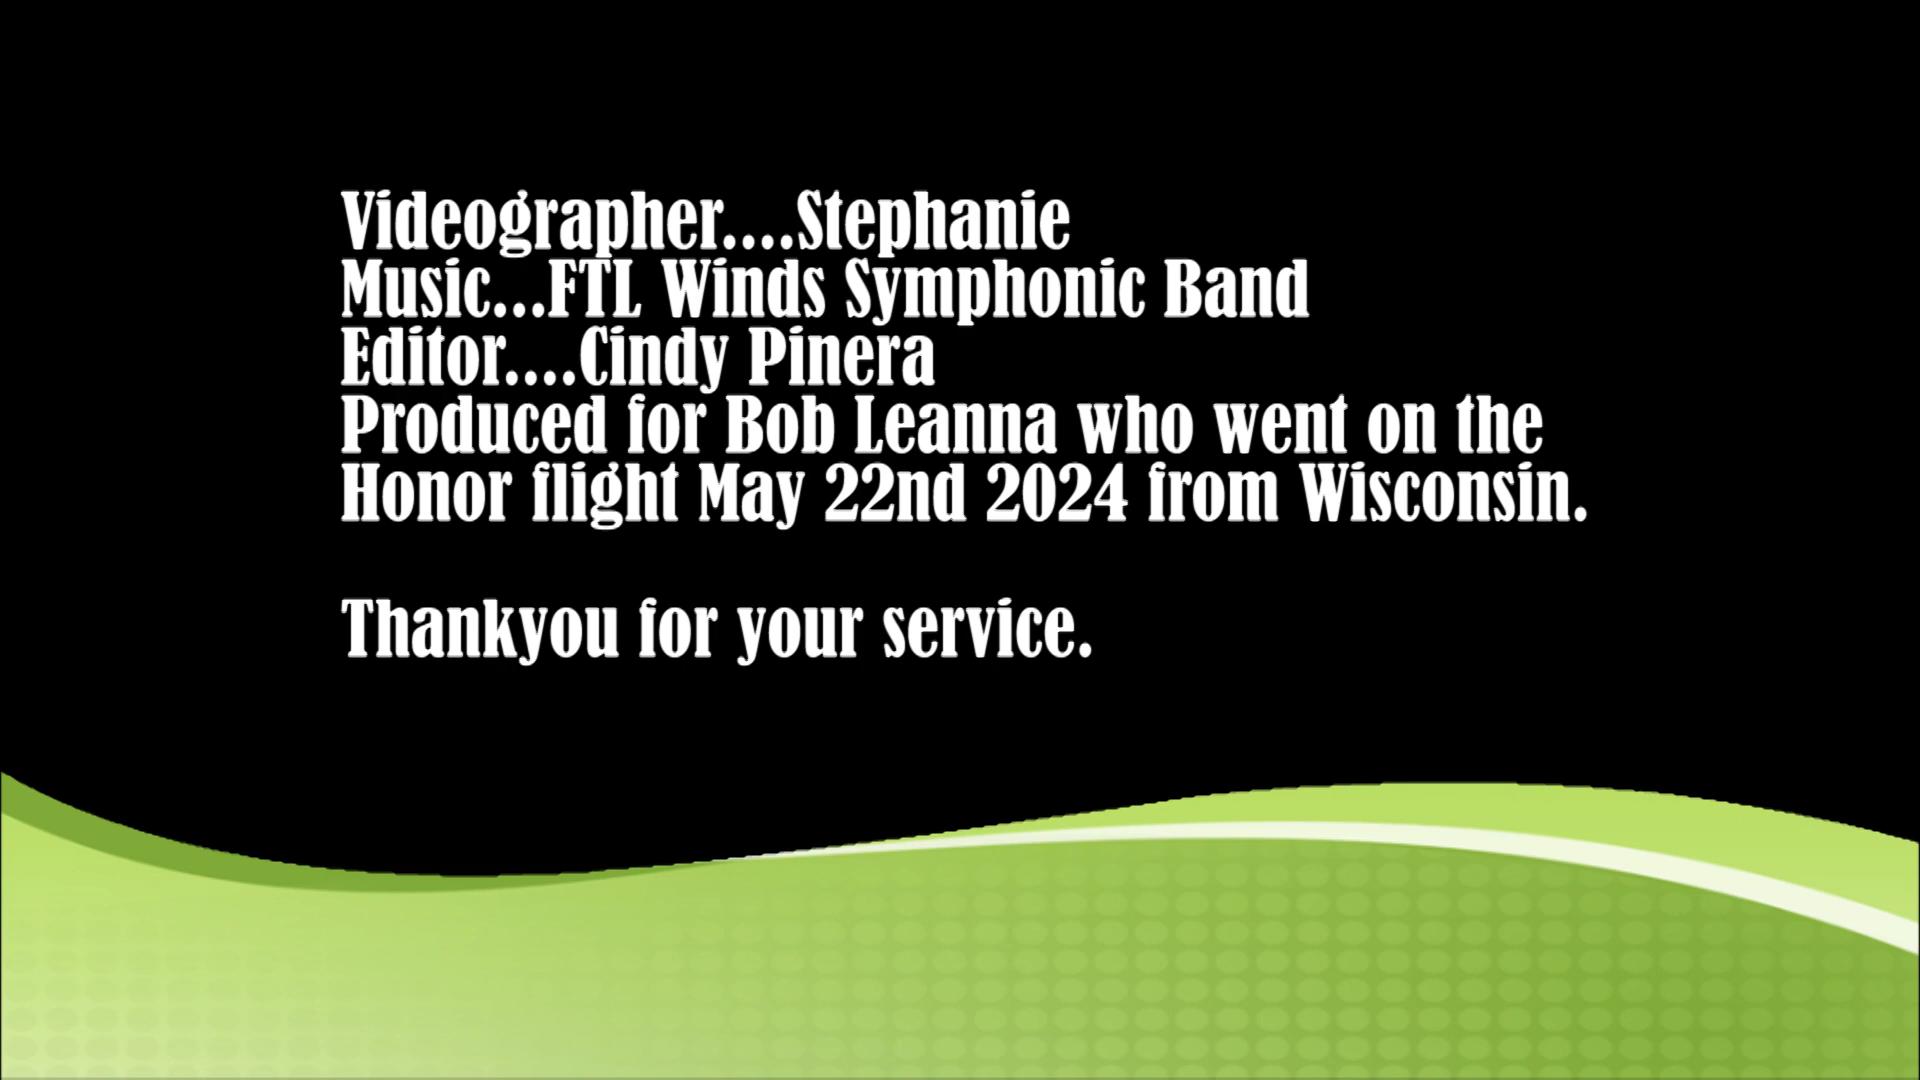 Videographer....Stephanie
Music...FTL Winds Symphonic Band
Editor....Cindy Pinera
Produced for Bob Leanna who went on the
Honor flight May 22nd 2024 from Wisconsin.
Thankyou for your service.